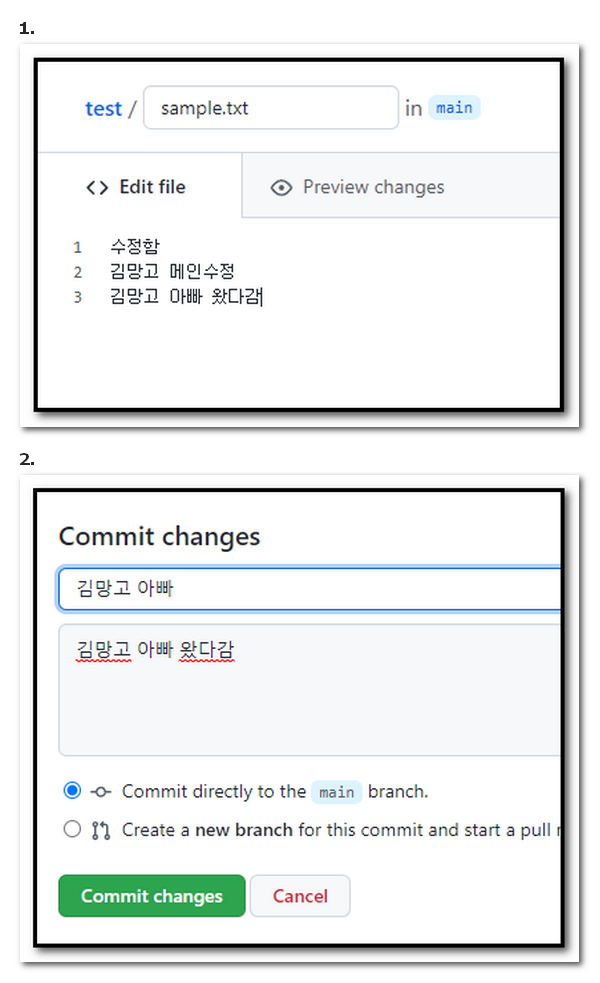 1.
test / sample.txt in main
Edit file Preview changes
1 수정함
2 김망고 메인수정
3 김망고 아빠 왔다감
2.
Commit changes
김망고 아빠
김망고 아빠 왔다감
Commit directly to the main branch.
Create a new branch for this commit and start a pull
Commit changes Cancel